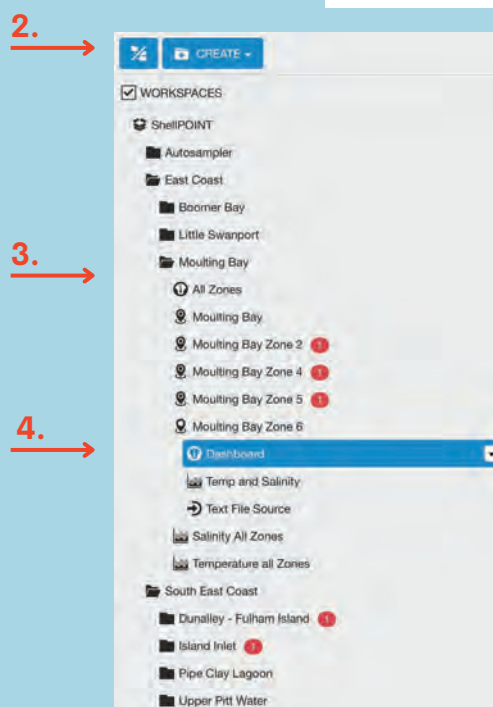 2.
CREATE
WORKSPACES
ShellPOINT
Autosampler
East Coast
Boomer Bay
Little Swanport
3.
Moulting Bay
All Zones
Moulting Bay
Moulting Bay Zone 2 1
Moulting Bay Zone 4 1
Moulting Bay Zone 5 1
4.
Moulting Bay Zone 6
Dashboard
Temp and Salinity
Text File Source
Salinity All Zones
Temperature all Zones
South East Coast
Dunalley - Fulham Island 1
Island Inlet 1
Pipe Clay Lagoon
Upper Pitt Water